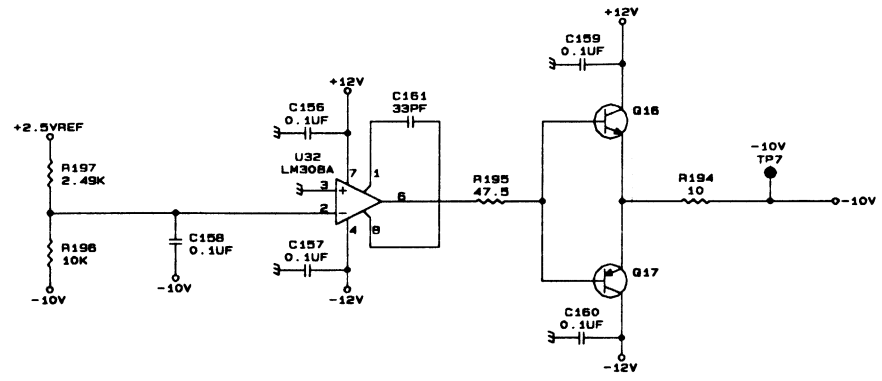 +12V
C159
0.1UF
+12V
C161
33PF
C156
0.1UF
Q16
+2.5VREF
-10V
TP7
U32
LM308A
7
1
R197
2.49K
3
+
6
R195
47.5
R194
10
-10V
2
-
4
8
R196
10K
C158
0.1UF
C157
0.1UF
Q17
-10V
-10V
-12V
C160
0.1UF
-12V